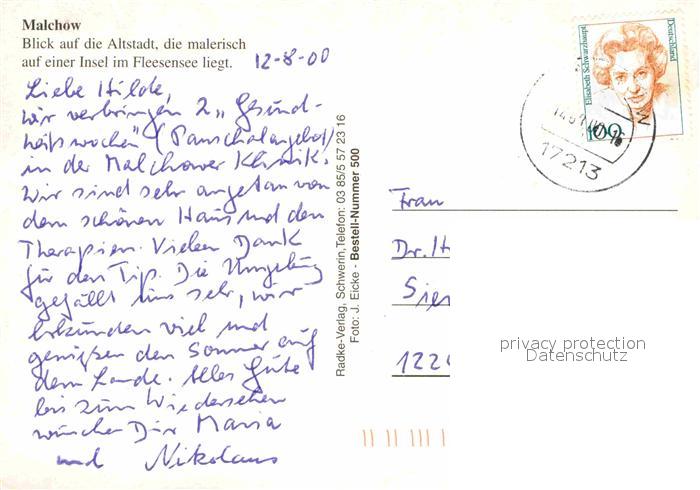 Malchow
Blick auf die Altstadt, die malerisch
auf einer Insel im Fleesensee liegt.
12-8-00
Liebe Hilde,
wir verbringen 2 „Gesund-
heitswochen" (Pauschalangebot)
in der Malchower Klinik.
Wir sind sehr angetan von
dem schönen Haus und den
Therapien. Vielen Dank
für den Tip. Die Umgebung
gefällt uns sehr, wir
erkunden viel und
genießen den Sommer auf
dem Lande. Alles Gute
bis zum Wiedersehen
wünschen Dir Maria
und Nikolaus
Radke-Verlag, Schwerin, Telefon: 03 85/5 57 23 16
Foto: J. Eicke - Bestell-Nummer 500
Elisabeth Schwarzhaupt
Deutschland
100
17213
Frau
Dr. H
Sie
122
privacy protection
Datenschutz